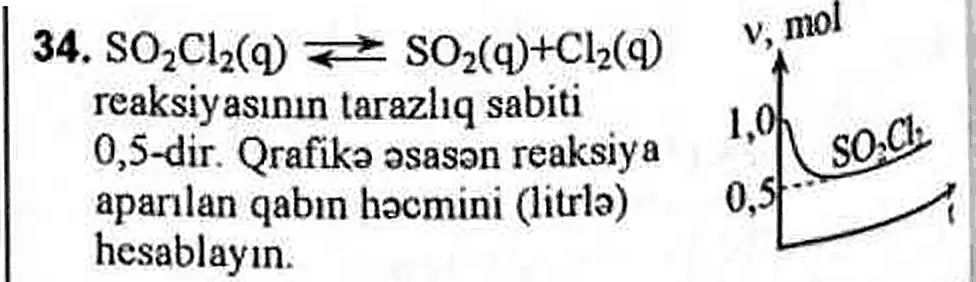 34. SO₂Cl₂(q) ⇄ SO₂(q)+Cl₂(q)
reaksiyasının tarazlıq sabiti
0,5-dir. Qrafikə əsasən reaksiya
aparılan qabın həcmini (litrlə)
hesablayın.
ν, mol
1,0
SO₂Cl₂
0,5
t